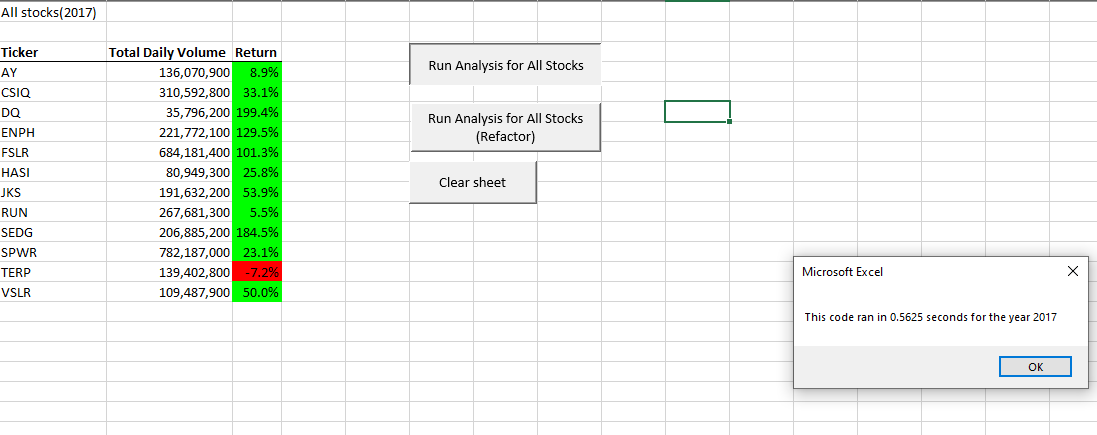 All stocks(2017)
Ticker Total Daily Volume Return
AY 136,070,900 8.9%
CSIQ 310,592,800 33.1%
DQ 35,796,200 199.4%
ENPH 221,772,100 129.5%
FSLR 684,181,400 101.3%
HASI 80,949,300 25.8%
JKS 191,632,200 53.9%
RUN 267,681,300 5.5%
SEDG 206,885,200 184.5%
SPWR 782,187,000 23.1%
TERP 139,402,800 -7.2%
VSLR 109,487,900 50.0%
Run Analysis for All Stocks
Run Analysis for All Stocks
(Refactor)
Clear sheet
Microsoft Excel
This code ran in 0.5625 seconds for the year 2017
OK